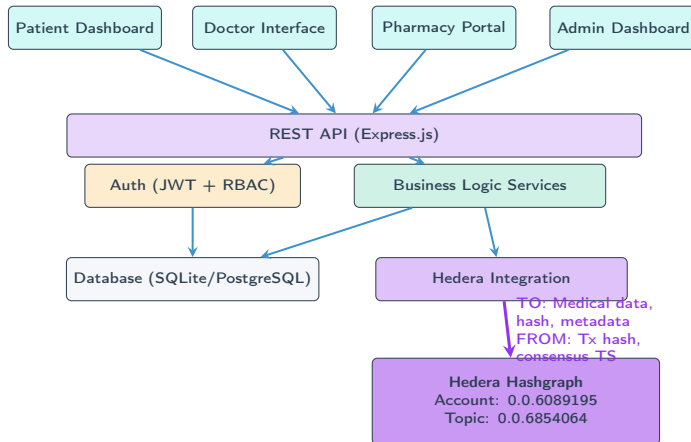 Patient Dashboard
Doctor Interface
Pharmacy Portal
Admin Dashboard
REST API (Express.js)
Auth (JWT + RBAC)
Business Logic Services
Database (SQLite/PostgreSQL)
Hedera Integration
TO: Medical data,
hash, metadata
FROM: Tx hash,
consensus TS
Hedera Hashgraph
Account: 0.0.6089195
Topic: 0.0.6854064